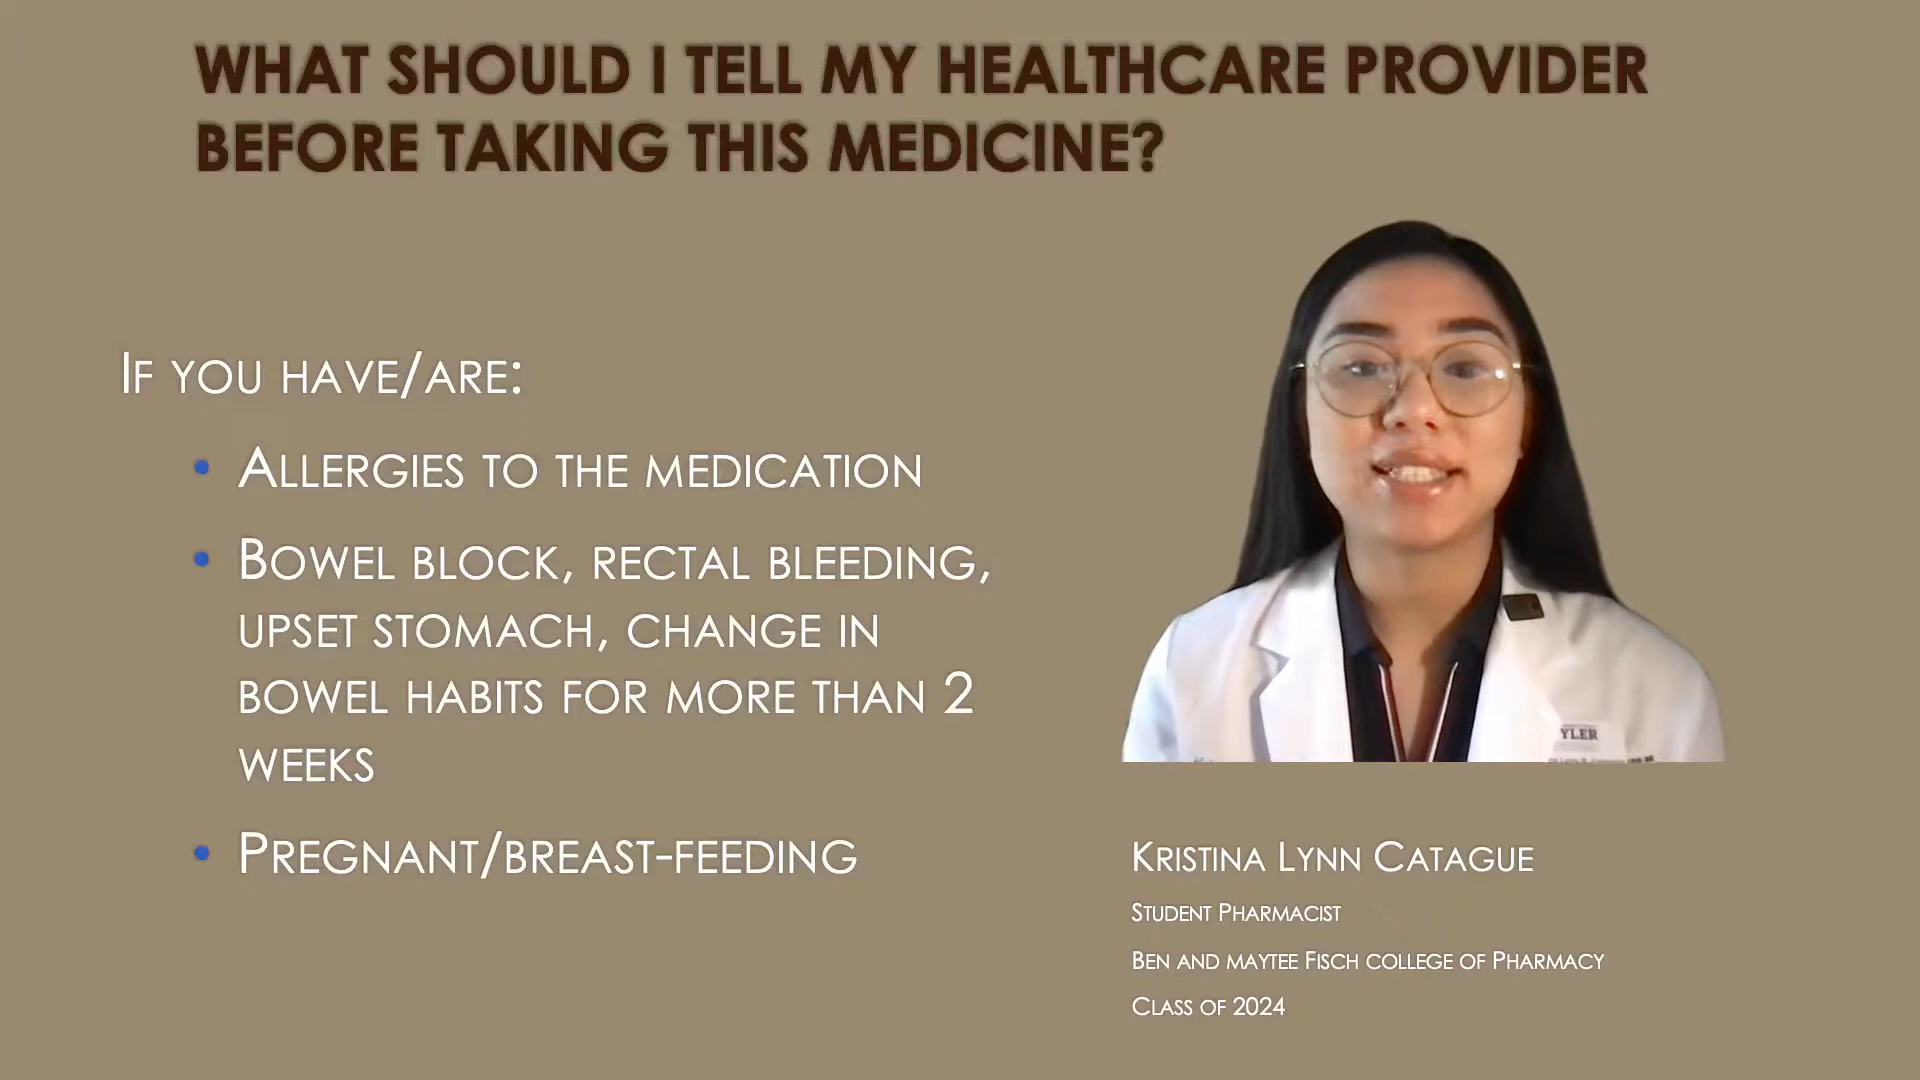 WHAT SHOULD I TELL MY HEALTHCARE PROVIDER
BEFORE TAKING THIS MEDICINE?
IF YOU HAVE/ARE:
• ALLERGIES TO THE MEDICATION
• BOWEL BLOCK, RECTAL BLEEDING,
UPSET STOMACH, CHANGE IN
BOWEL HABITS FOR MORE THAN 2
WEEKS
• PREGNANT/BREAST-FEEDING
YLER
KRISTINA LYNN CATAGUE
STUDENT PHARMACIST
BEN AND MAYTEE FISCH COLLEGE OF PHARMACY
CLASS OF 2024